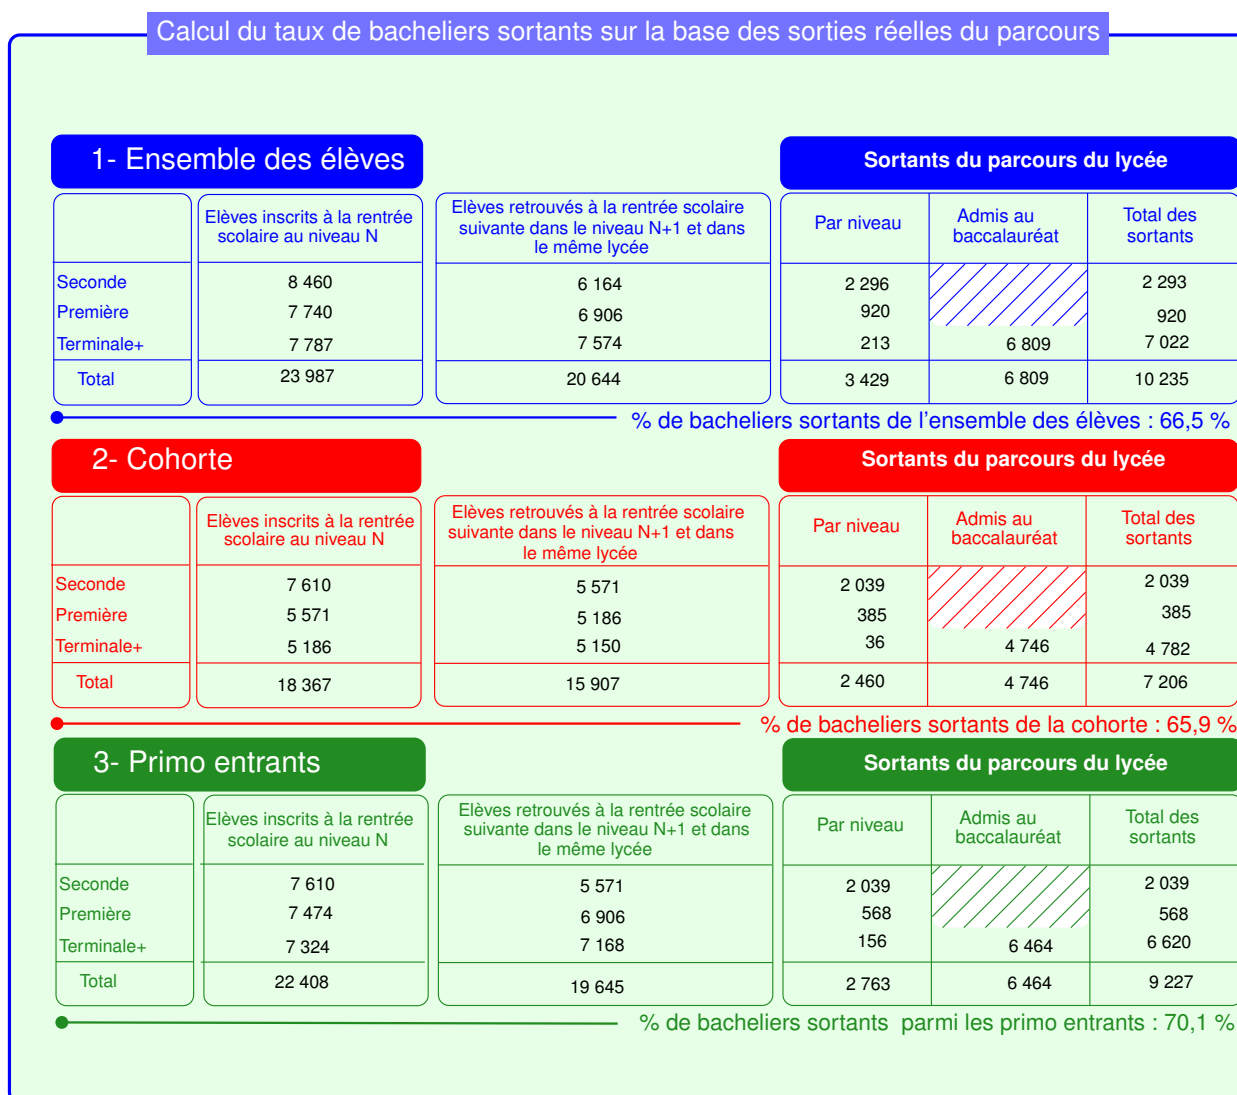 Calcul du taux de bacheliers sortants sur la base des sorties réelles du parcours
1- Ensemble des élèves
Sortants du parcours du lycée
Elèves inscrits à la rentrée
scolaire au niveau N
Elèves retrouvés à la rentrée scolaire
suivante dans le niveau N+1 et dans
le même lycée
Par niveau
Admis au
baccalauréat
Total des
sortants
Seconde 8 460 6 164 2 296 2 293
Première 7 740 6 906 920 920
Terminale+ 7 787 7 574 213 6 809 7 022
Total 23 987 20 644 3 429 6 809 10 235
% de bacheliers sortants de l'ensemble des élèves : 66,5 %
2- Cohorte
Sortants du parcours du lycée
Elèves inscrits à la rentrée
scolaire au niveau N
Elèves retrouvés à la rentrée scolaire
suivante dans le niveau N+1 et dans
le même lycée
Par niveau
Admis au
baccalauréat
Total des
sortants
Seconde 7 610 5 571 2 039 2 039
Première 5 571 5 186 385 385
Terminale+ 5 186 5 150 36 4 746 4 782
Total 18 367 15 907 2 460 4 746 7 206
% de bacheliers sortants de la cohorte : 65,9 %
3- Primo entrants
Sortants du parcours du lycée
Elèves inscrits à la rentrée
scolaire au niveau N
Elèves retrouvés à la rentrée scolaire
suivante dans le niveau N+1 et dans
le même lycée
Par niveau
Admis au
baccalauréat
Total des
sortants
Seconde 7 610 5 571 2 039 2 039
Première 7 474 6 906 568 568
Terminale+ 7 324 7 168 156 6 464 6 620
Total 22 408 19 645 2 763 6 464 9 227
% de bacheliers sortants parmi les primo entrants : 70,1 %